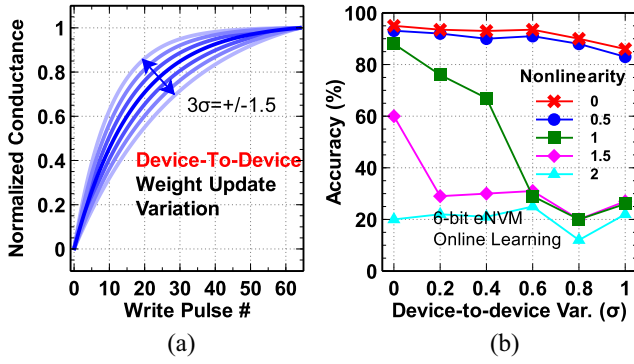 Normalized Conductance
1
0.8
0.6
0.4
0.2
0
3σ=+/-1.5
Device-To-Device
Weight Update
Variation
0 10 20 30 40 50 60
Write Pulse #
(a)
Accuracy (%)
100
80
60
40
20
0
Nonlinearity
0
0.5
1
1.5
2
6-bit eNVM
Online Learning
0 0.2 0.4 0.6 0.8 1
Device-to-device Var. (σ)
(b)